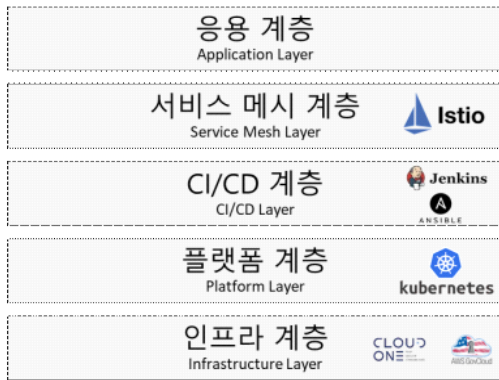 응용 계층
Application Layer
서비스 메시 계층
Service Mesh Layer
Istio
CI/CD 계층
CI/CD Layer
Jenkins
A
ANSIBLE
플랫폼 계층
Platform Layer
kubernetes
인프라 계층
Infrastructure Layer
CLOUD
ONE
AWS GovCloud